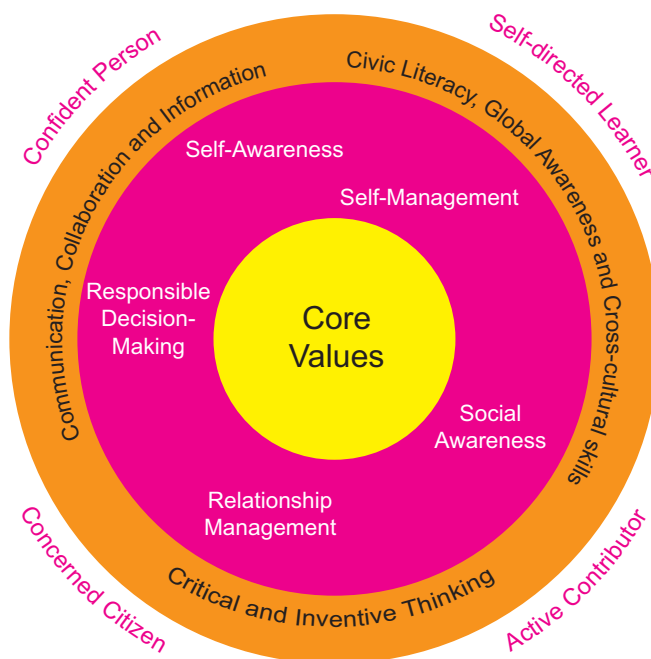 Confident Person
Self-directed Learner
Communication, Collaboration and Information
Civic Literacy, Global Awareness and Cross-cultural skills
Self-Awareness
Self-Management
Responsible
Decision-
Making
Core
Values
Social
Awareness
Relationship
Management
Critical and Inventive Thinking
Concerned Citizen
Active Contributor